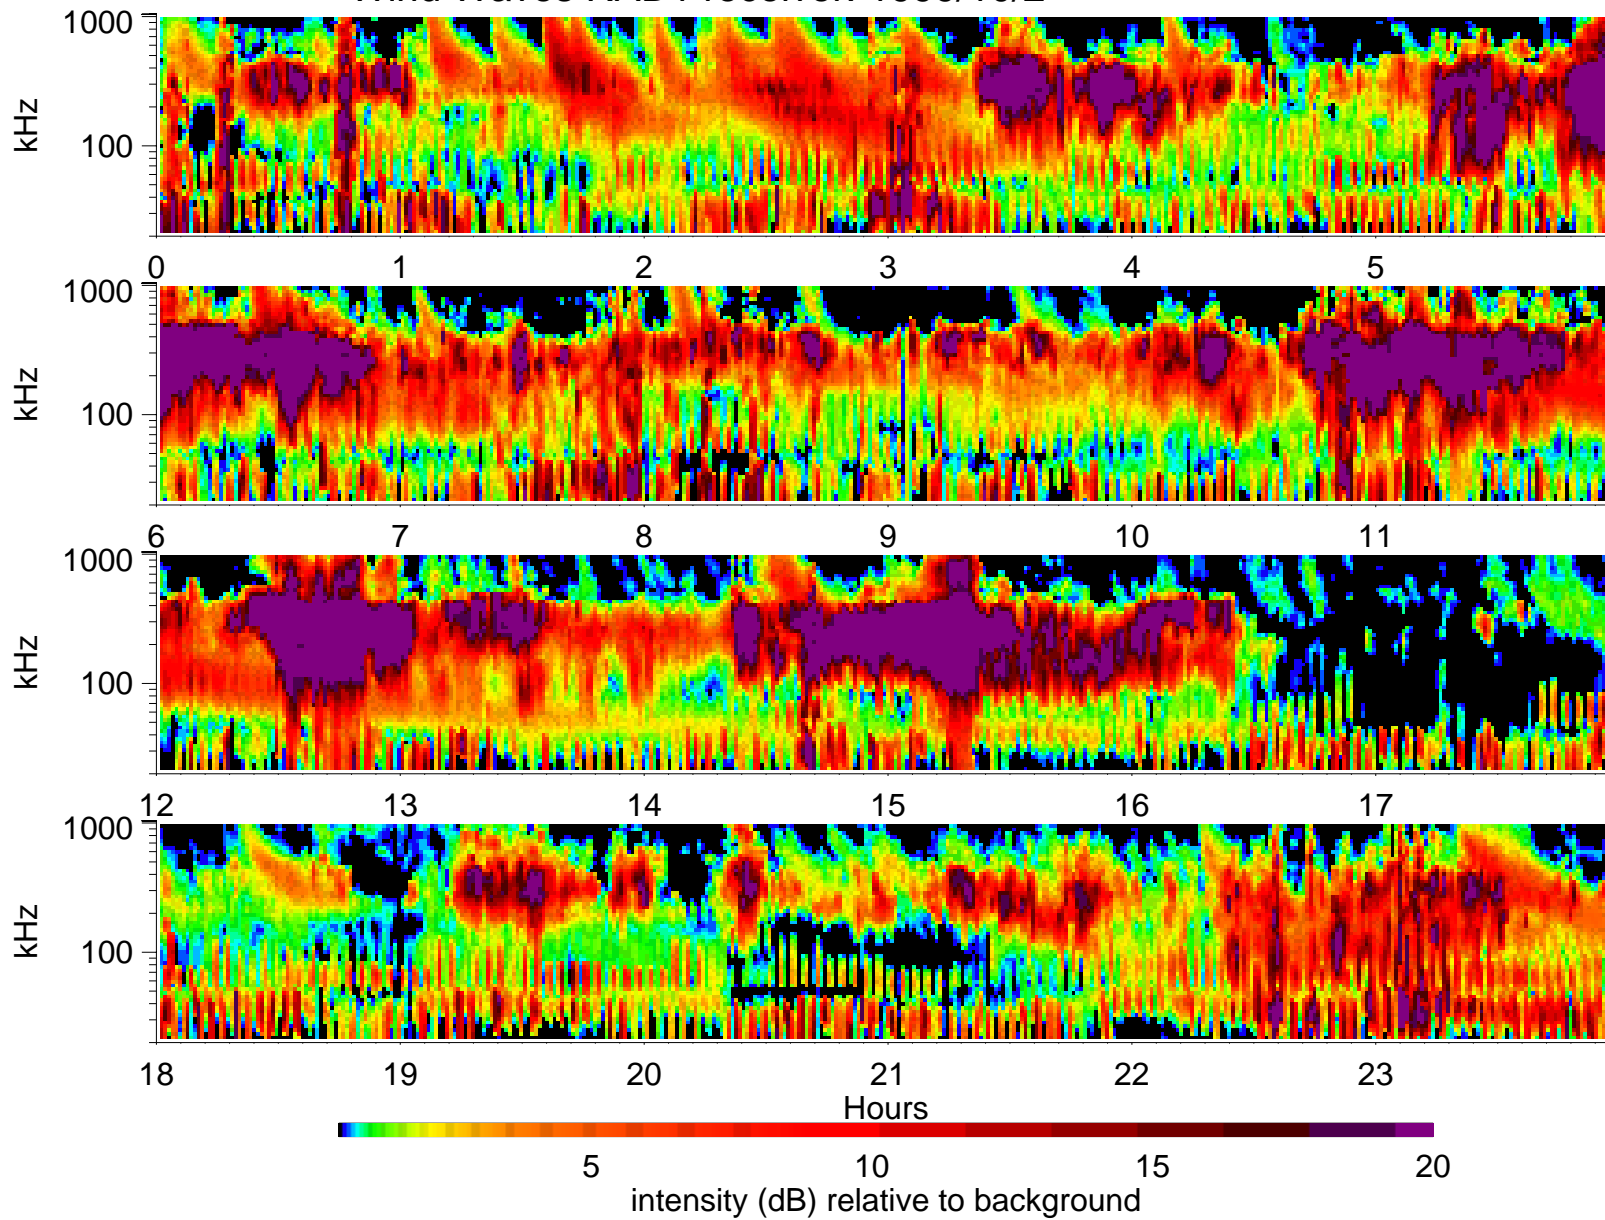 kHz 1000 100
0 1 2 3 4 5
kHz 1000 100
6 7 8 9 10 11
kHz 1000 100
12 13 14 15 16 17
kHz 1000 100
18 19 20 21 22 23
Hours
5 10 15 20
intensity (dB) relative to background